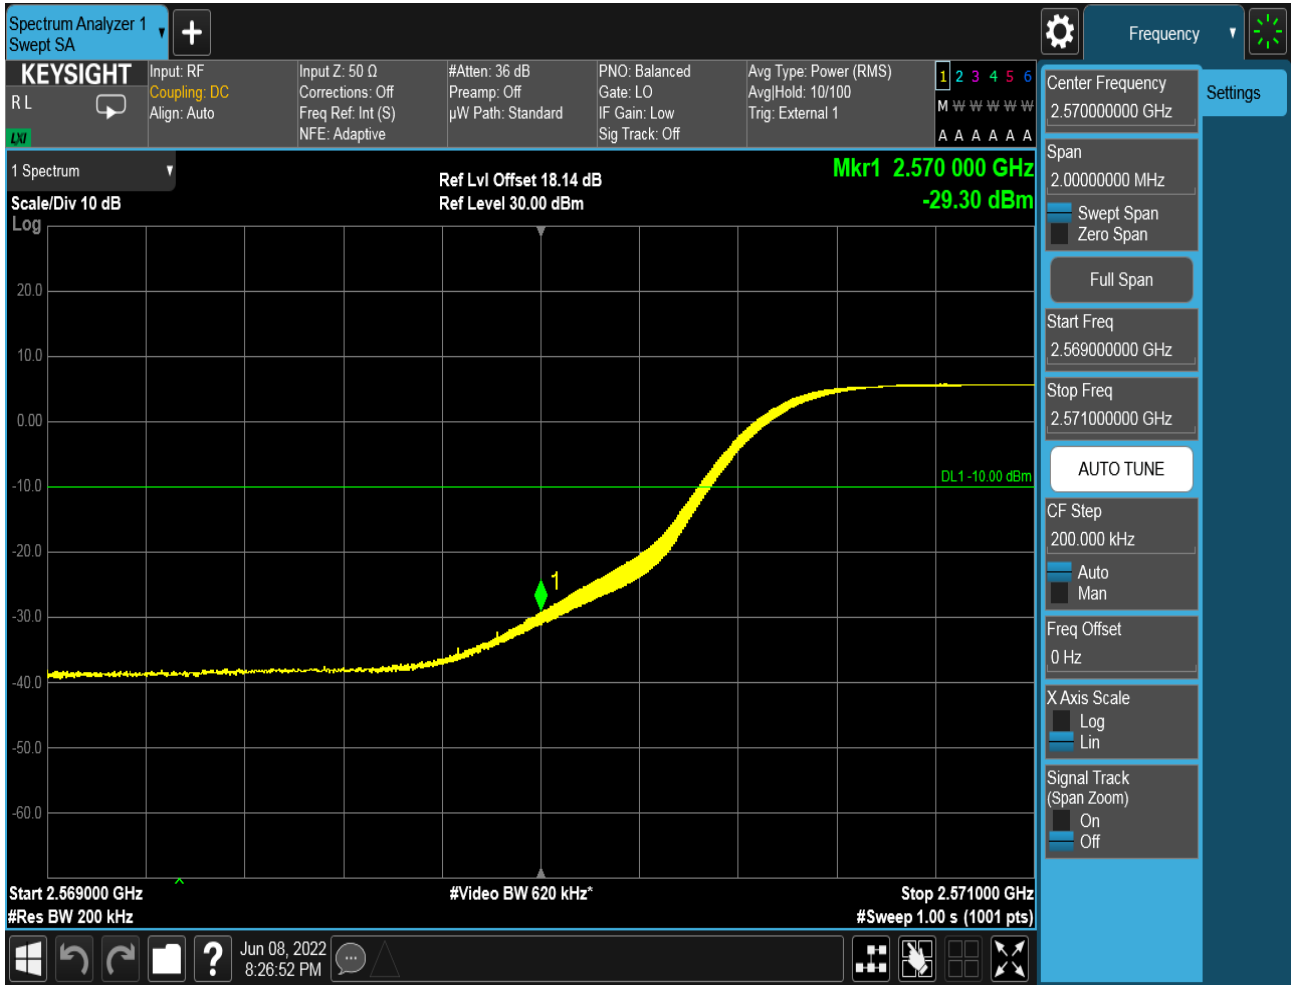 Spectrum Analyzer 1
Swept SA
Frequency
KEYSIGHT
R L
LXI
Input: RF
Coupling: DC
Align: Auto
Input Z: 50 Ω
Corrections: Off
Freq Ref: Int (S)
NFE: Adaptive
#Atten: 36 dB
Preamp: Off
µW Path: Standard
PNO: Balanced
Gate: LO
IF Gain: Low
Sig Track: Off
Avg Type: Power (RMS)
Avg|Hold: 10/100
Trig: External 1
1 2 3 4 5 6
M W W W W W
A A A A A A
1 Spectrum
Scale/Div 10 dB
Log
Ref Lvl Offset 18.14 dB
Ref Level 30.00 dBm
Mkr1 2.570 000 GHz
-29.30 dBm
20.0
10.0
0.00
-10.0
-20.0
-30.0
-40.0
-50.0
-60.0
DL1 -10.00 dBm
1
Start 2.569000 GHz
#Res BW 200 kHz
#Video BW 620 kHz*
Stop 2.571000 GHz
#Sweep 1.00 s (1001 pts)
Jun 08, 2022
8:26:52 PM
Center Frequency
2.570000000 GHz
Settings
Span
2.00000000 MHz
Swept Span
Zero Span
Full Span
Start Freq
2.569000000 GHz
Stop Freq
2.571000000 GHz
AUTO TUNE
CF Step
200.000 kHz
Auto
Man
Freq Offset
0 Hz
X Axis Scale
Log
Lin
Signal Track
(Span Zoom)
On
Off